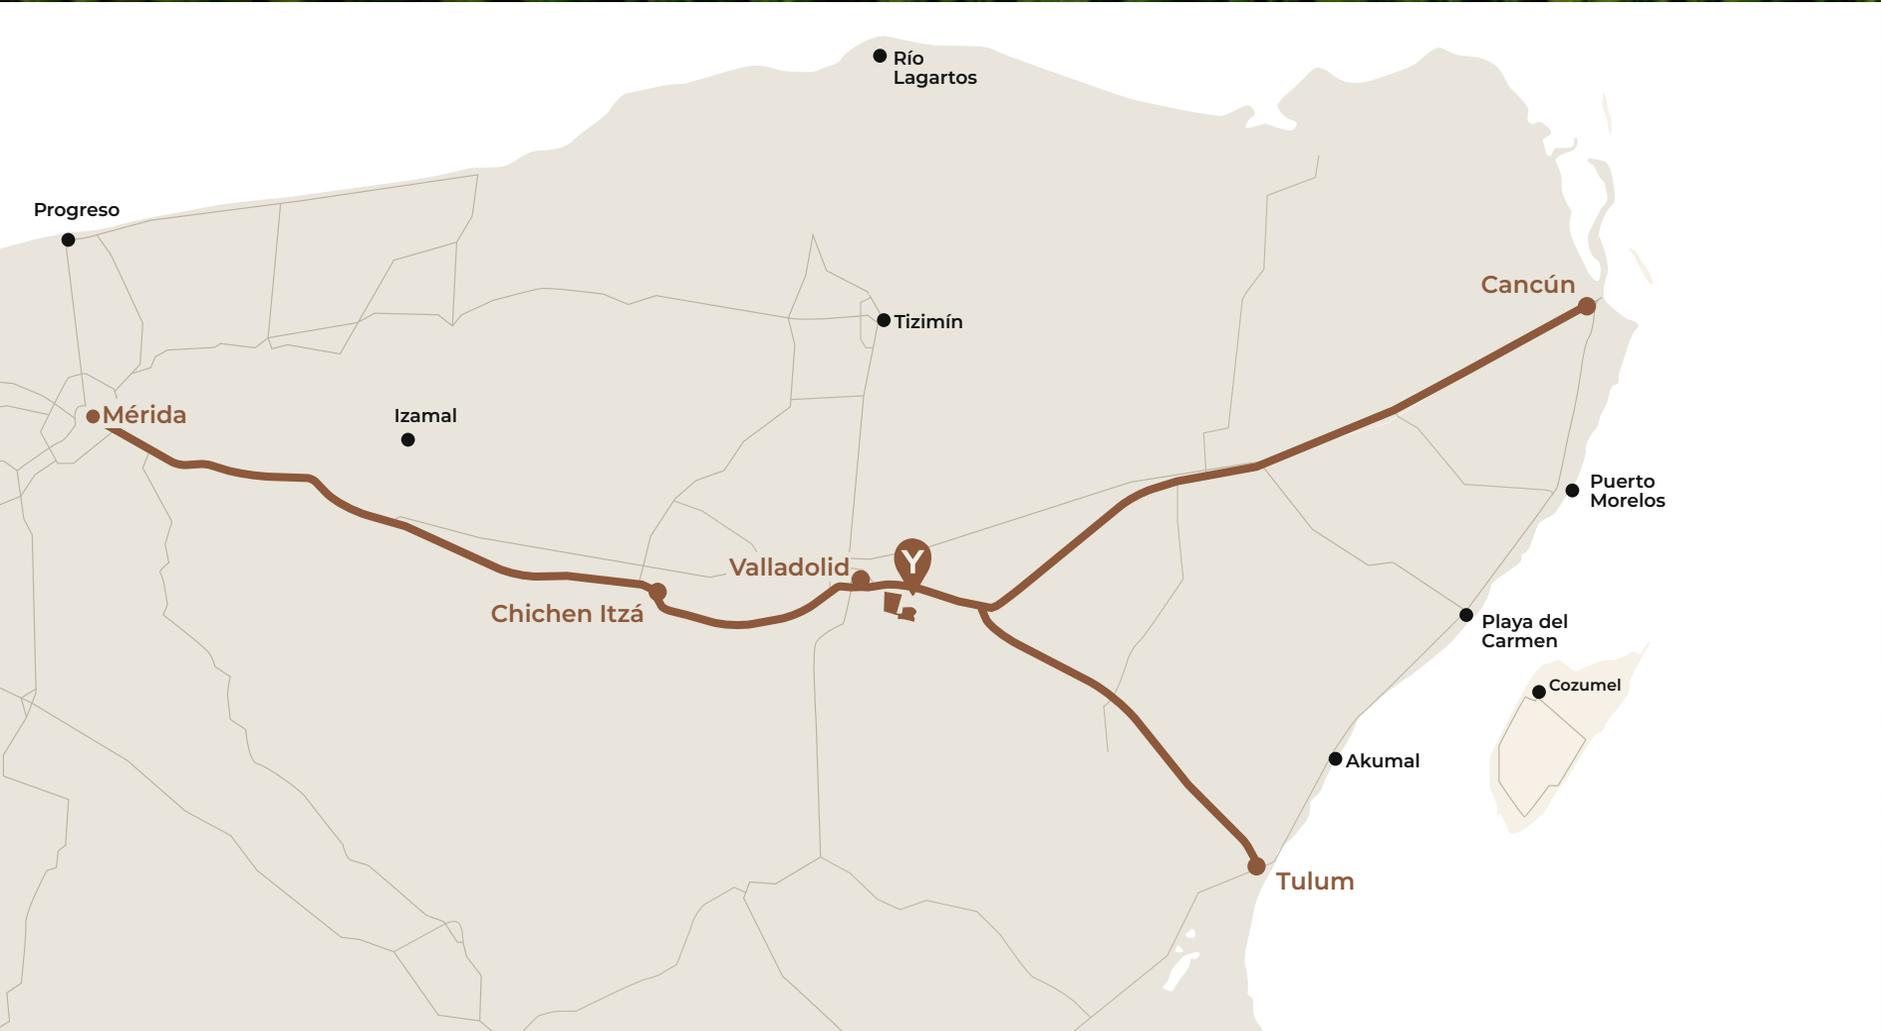 Río
Lagartos
Progreso
Cancún
Tizimín
Mérida
Izamal
Puerto
Morelos
Y
Valladolid
Chichen Itzá
Playa del
Carmen
Cozumel
Akumal
Tulum